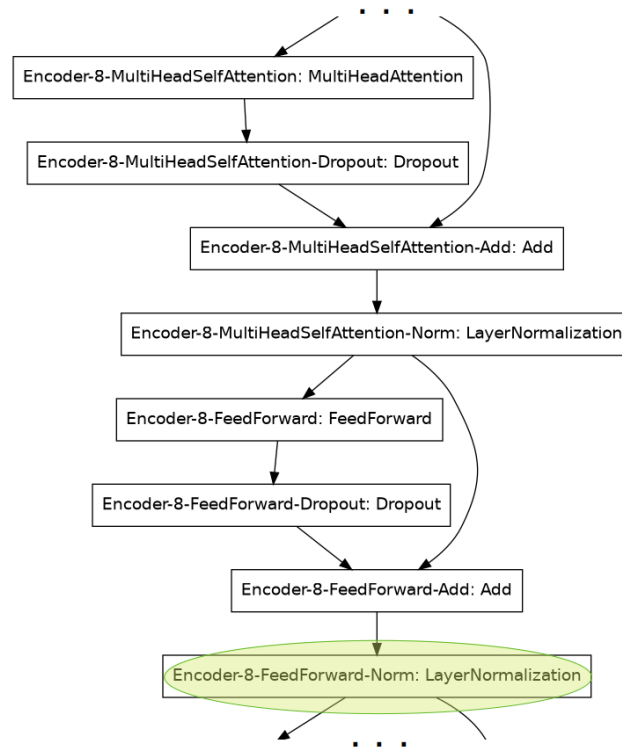 . . .
Encoder-8-MultiHeadSelfAttention: MultiHeadAttention
Encoder-8-MultiHeadSelfAttention-Dropout: Dropout
Encoder-8-MultiHeadSelfAttention-Add: Add
Encoder-8-MultiHeadSelfAttention-Norm: LayerNormalization
Encoder-8-FeedForward: FeedForward
Encoder-8-FeedForward-Dropout: Dropout
Encoder-8-FeedForward-Add: Add
Encoder-8-FeedForward-Norm: LayerNormalization
. . .